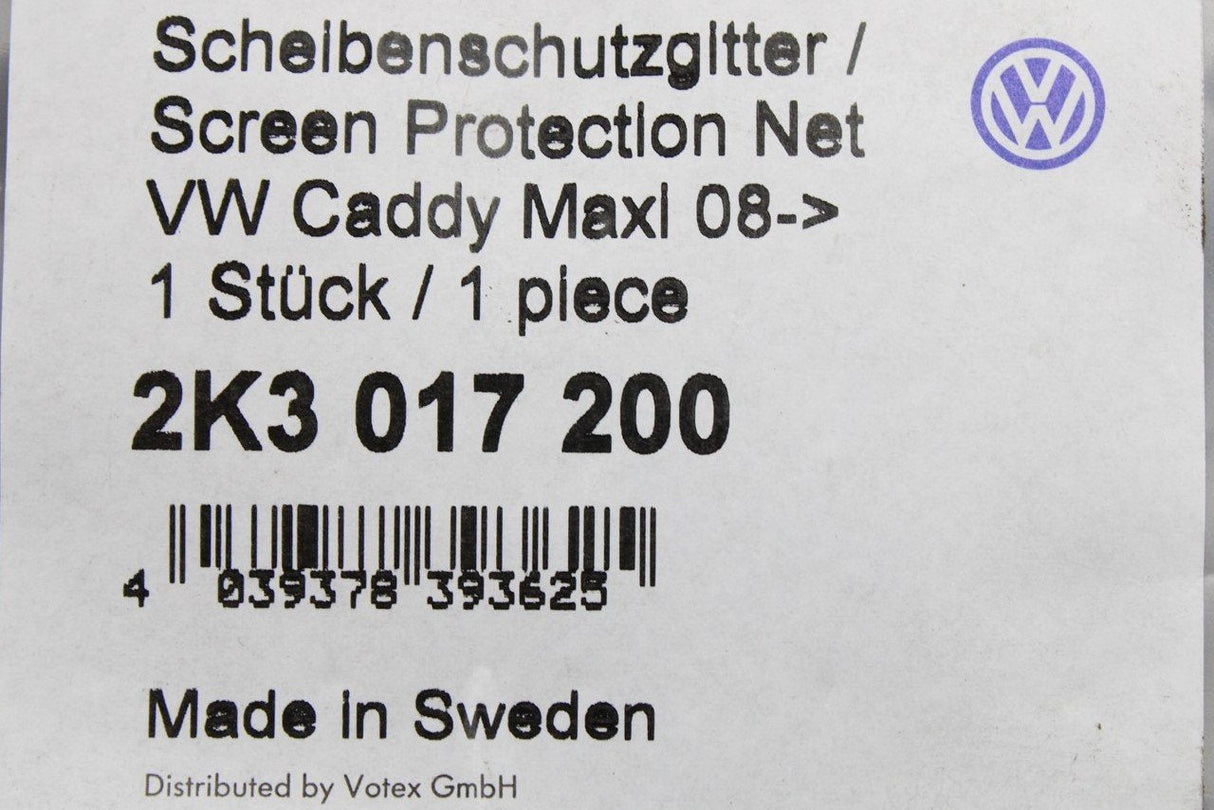 Scheibenschutzgitter /
Screen Protection Net
VW Caddy Maxi 08->
1 Stück / 1 piece
2K3 017 200
4 039378 393625
Made in Sweden
Distributed by Votex GmbH